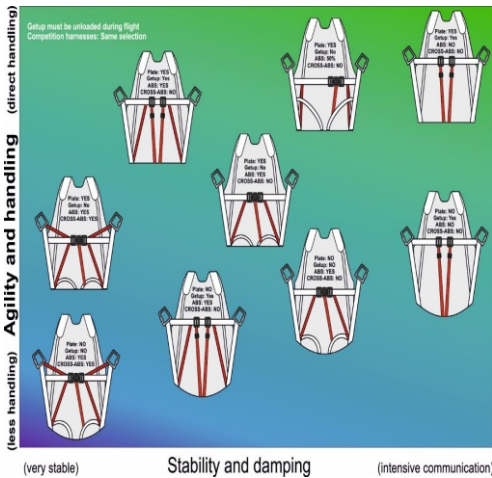 Getup must be unloaded during flight
Competition harnesses: Same selection
(direct handling)
Agility and handling
(less handling)
Plate: YES
Getup: Yes
ABS: YES
CROSS-ABS: NO
Plate: YES
Getup: No
ABS: 50%
CROSS-ABS: NO
Plate: YES
Getup: Yes
ABS: NO
CROSS-ABS: NO
Plate: YES
Getup: No
ABS: YES
CROSS-ABS: NO
Plate: YES
Getup: No
ABS: YES
CROSS-ABS: YES
Plate: NO
Getup: Yes
ABS: NO
CROSS-ABS: NO
Plate: NO
Getup: NO
ABS: YES
CROSS-ABS: NO
Plate: NO
Getup: Yes
ABS: YES
CROSS-ABS: NO
Plate: NO
Getup: NO
ABS: YES
CROSS-ABS: YES
(very stable)
Stability and damping
(intensive communication)